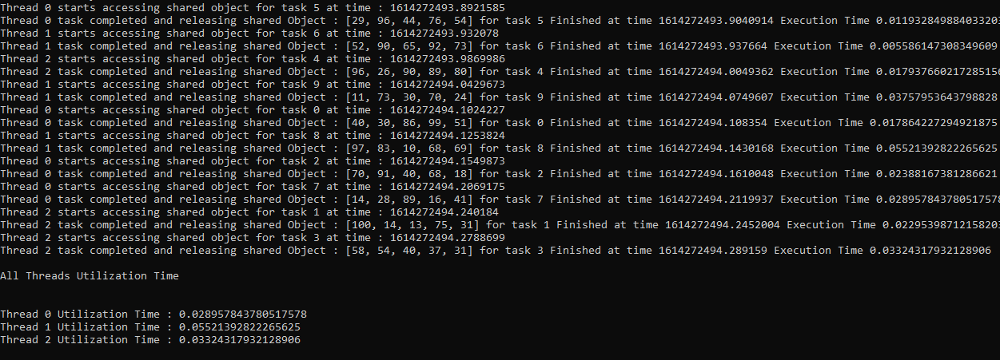 Thread 0 starts accessing shared object for task 5 at time : 1614272493.8921585
Thread 0 task completed and releasing shared Object : [29, 96, 44, 76, 54] for task 5 Finished at time 1614272493.9040914 Execution Time 0.011932849884033203
Thread 1 starts accessing shared object for task 6 at time : 1614272493.932078
Thread 1 task completed and releasing shared Object : [52, 90, 65, 92, 73] for task 6 Finished at time 1614272493.937664 Execution Time 0.005586147308349609
Thread 2 starts accessing shared object for task 4 at time : 1614272493.9869986
Thread 2 task completed and releasing shared Object : [96, 26, 90, 89, 80] for task 4 Finished at time 1614272494.0049362 Execution Time 0.017937660217285156
Thread 1 starts accessing shared object for task 9 at time : 1614272494.0429673
Thread 1 task completed and releasing shared Object : [11, 73, 30, 70, 24] for task 9 Finished at time 1614272494.0749607 Execution Time 0.03757953643798828
Thread 0 starts accessing shared object for task 0 at time : 1614272494.1024227
Thread 0 task completed and releasing shared Object : [40, 30, 86, 99, 51] for task 0 Finished at time 1614272494.108354 Execution Time 0.017864227294921875
Thread 1 starts accessing shared object for task 8 at time : 1614272494.1253824
Thread 1 task completed and releasing shared Object : [97, 83, 10, 68, 69] for task 8 Finished at time 1614272494.1430168 Execution Time 0.05521392822265625
Thread 0 starts accessing shared object for task 2 at time : 1614272494.1549873
Thread 0 task completed and releasing shared Object : [70, 91, 40, 68, 18] for task 2 Finished at time 1614272494.1610048 Execution Time 0.02388167381286621
Thread 0 starts accessing shared object for task 7 at time : 1614272494.2069175
Thread 0 task completed and releasing shared Object : [14, 28, 89, 16, 41] for task 7 Finished at time 1614272494.2119937 Execution Time 0.028957843780517578
Thread 2 starts accessing shared object for task 1 at time : 1614272494.240184
Thread 2 task completed and releasing shared Object : [100, 14, 13, 75, 31] for task 1 Finished at time 1614272494.2452004 Execution Time 0.02295398712158203
Thread 2 starts accessing shared object for task 3 at time : 1614272494.2788699
Thread 2 task completed and releasing shared Object : [58, 54, 40, 37, 31] for task 3 Finished at time 1614272494.289159 Execution Time 0.03324317932128906
All Threads Utilization Time
Thread 0 Utilization Time : 0.028957843780517578
Thread 1 Utilization Time : 0.05521392822265625
Thread 2 Utilization Time : 0.03324317932128906